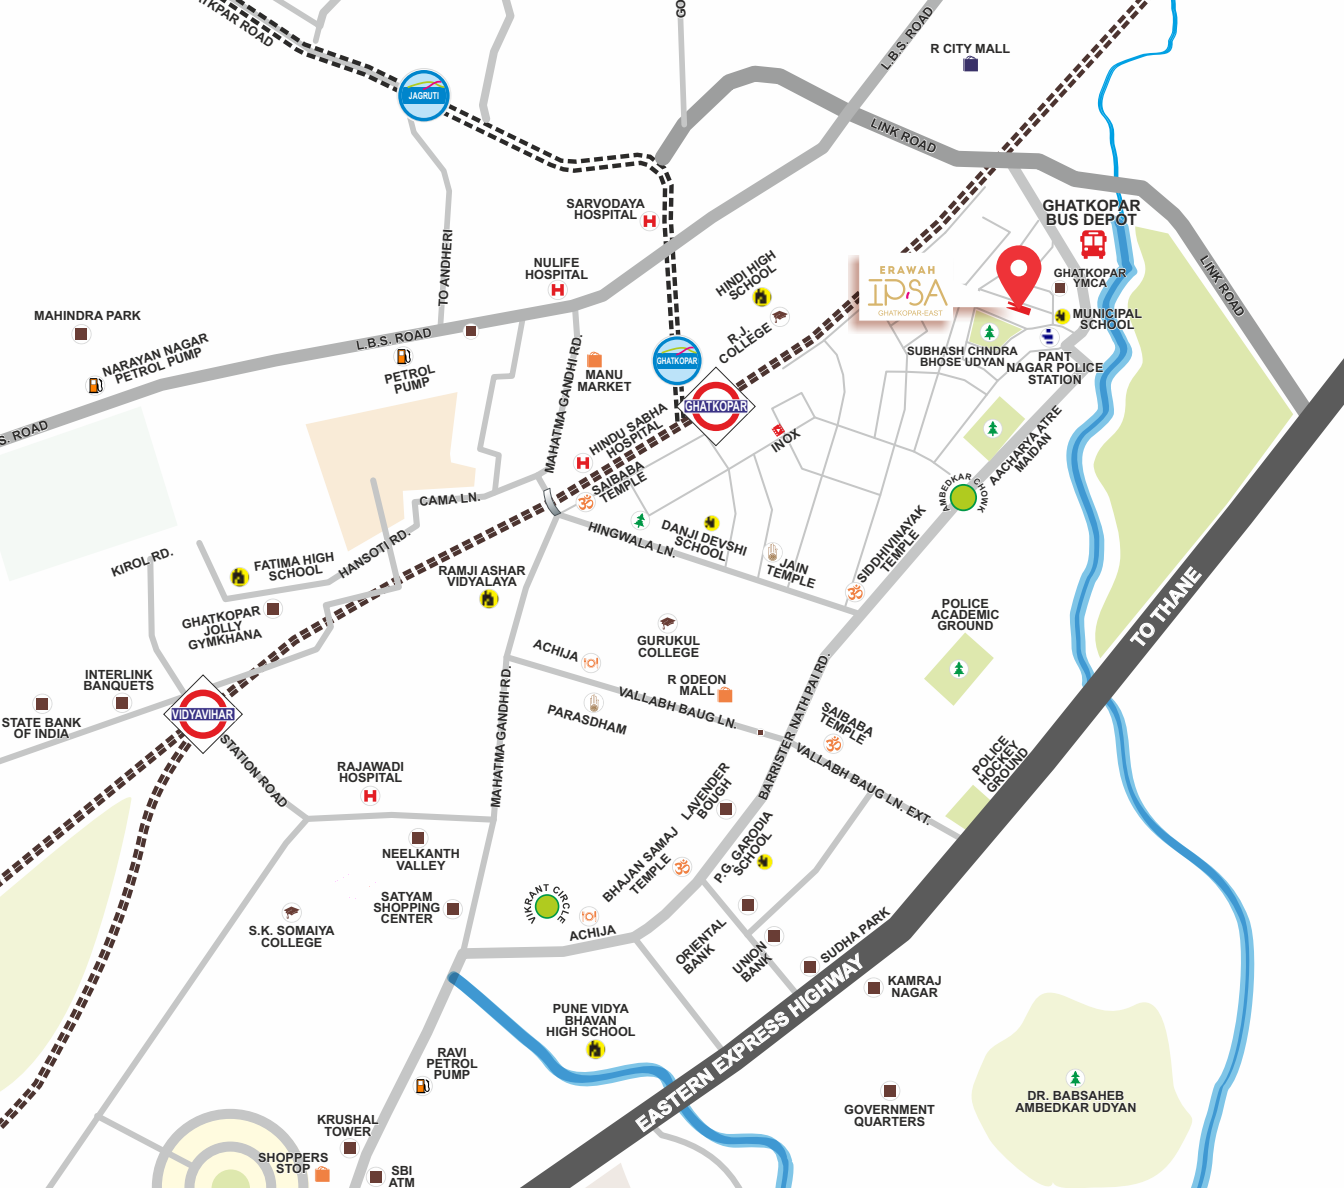 TKPAR ROAD
GO
L.B.S. ROAD
R CITY MALL
JAGRUTI
LINK ROAD
SARVODAYA
HOSPITAL
GHATKOPAR
BUS DEPOT
TO ANDHERI
NULIFE
HOSPITAL
HINDI HIGH
SCHOOL
ERAWAH
IPSA
GHATKOPAR-EAST
GHATKOPAR
YMCA
LINK ROAD
MAHINDRA PARK
NARAYAN NAGAR
PETROL PUMP
L.B.S. ROAD
PETROL
PUMP
MAHATMA GANDHI RD.
MANU
MARKET
GHATKOPAR
R.J.
COLLEGE
MUNICIPAL
SCHOOL
SUBHASH CHNDRA
BHOSE UDYAN
PANT
NAGAR POLICE
STATION
GHATKOPAR
S. ROAD
HINDU SABHA
HOSPITAL
INOX
AACHARYA ATRE
MAIDAN
SAIBABA
TEMPLE
AMBEDKAR CHOWK
CAMA LN.
HINGWALA LN.
DANJI DEVSHI
SCHOOL
JAIN
TEMPLE
SIDDHIVINAYAK
TEMPLE
KIROL RD.
FATIMA HIGH
SCHOOL
HANSOTI RD.
RAMJI ASHAR
VIDYALAYA
GHATKOPAR
JOLLY
GYMKHANA
POLICE
ACADEMIC
GROUND
TO THANE
ACHIJA
GURUKUL
COLLEGE
INTERLINK
BANQUETS
R ODEON
MALL
STATE BANK
OF INDIA
VIDYAVIHAR
PARASDHAM
VALLABH BAUG LN.
BARRISTER NATH PAI RD.
SAIBABA
TEMPLE
MAHATMA GANDHI RD.
STATION ROAD
VALLABH BAUG LN. EXT.
POLICE
HOCKEY
GROUND
RAJAWADI
HOSPITAL
LAVENDER
BOUGH
NEELKANTH
VALLEY
BHAJAN SAMAJ
TEMPLE
P.G. GARODIA
SCHOOL
SATYAM
SHOPPING
CENTER
VIKRANT CIRCLE
ACHIJA
S.K. SOMAIYA
COLLEGE
ORIENTAL
BANK
UNION
BANK
SUDHA PARK
KAMRAJ
NAGAR
PUNE VIDYA
BHAVAN
HIGH SCHOOL
EASTERN EXPRESS HIGHWAY
RAVI
PETROL
PUMP
GOVERNMENT
QUARTERS
DR. BABSAHEB
AMBEDKAR UDYAN
KRUSHAL
TOWER
SHOPPERS
STOP
SBI
ATM